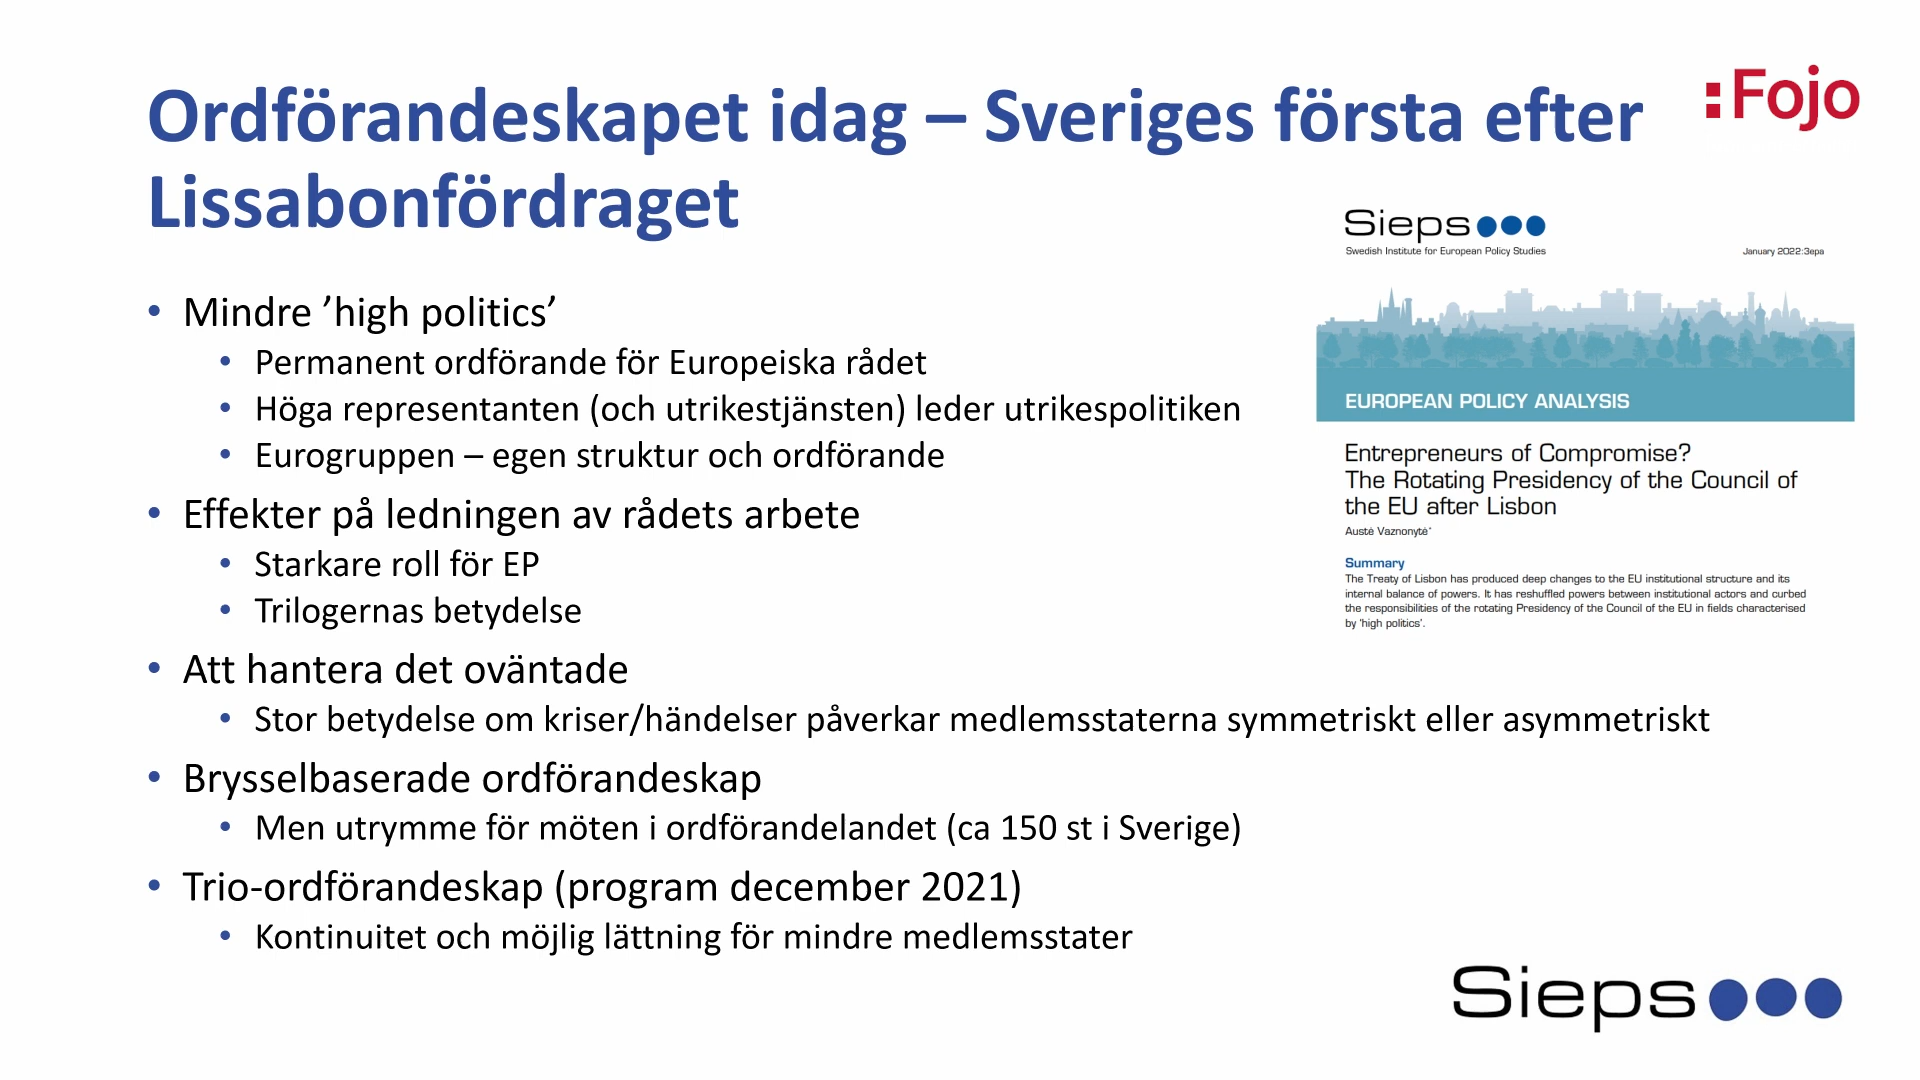 Ordförandeskapet idag – Sveriges första efter
Lissabonfördraget
:Fojo
• Mindre ’high politics’
• Permanent ordförande för Europeiska rådet
• Höga representanten (och utrikestjänsten) leder utrikespolitiken
• Eurogruppen – egen struktur och ordförande
• Effekter på ledningen av rådets arbete
• Starkare roll för EP
• Trilogernas betydelse
• Att hantera det oväntade
• Stor betydelse om kriser/händelser påverkar medlemsstaterna symmetriskt eller asymmetriskt
• Brysselbaserade ordförandeskap
• Men utrymme för möten i ordförandelandet (ca 150 st i Sverige)
• Trio-ordförandeskap (program december 2021)
• Kontinuitet och möjlig lättning för mindre medlemsstater
Sieps
Swedish Institute for European Policy Studies
January 2022:3epa
EUROPEAN POLICY ANALYSIS
Entrepreneurs of Compromise?
The Rotating Presidency of the Council of
the EU after Lisbon
Austė Vaznonytė*
Summary
The Treaty of Lisbon has produced deep changes to the EU institutional structure and its
internal balance of powers. It has reshuffled powers between institutional actors and curbed
the responsibilities of the rotating Presidency of the Council of the EU in fields characterised
by ‘high politics’.
Sieps